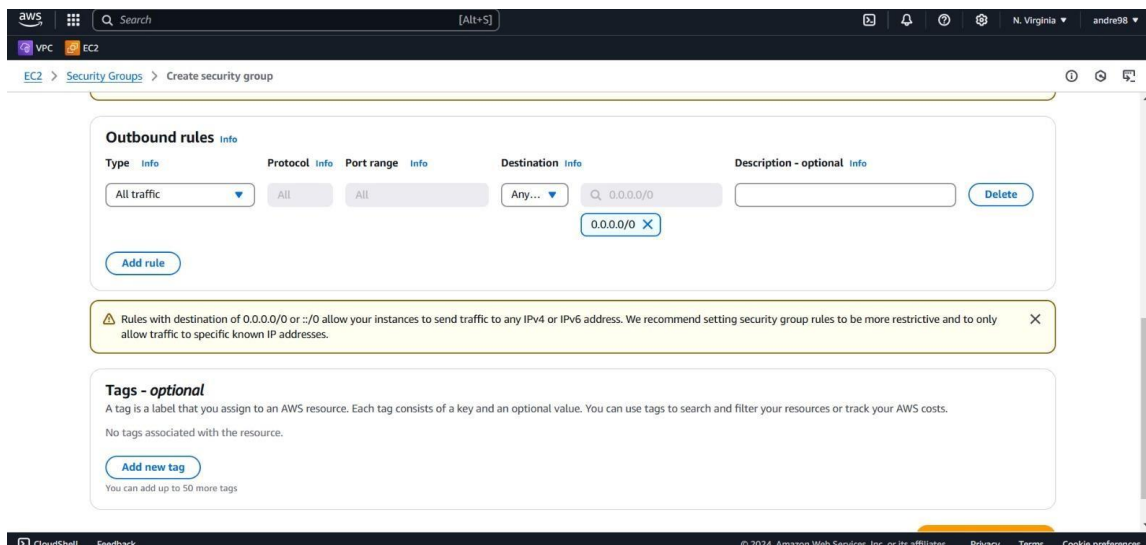 aws Search [Alt+S] N. Virginia ▼ andre98 ▼
VPC EC2
EC2 > Security Groups > Create security group
Outbound rules Info
Type Info Protocol Info Port range Info Destination Info Description - optional Info
All traffic All All Any... 0.0.0.0/0 Delete
0.0.0.0/0
Add rule
Rules with destination of 0.0.0.0/0 or ::/0 allow your instances to send traffic to any IPv4 or IPv6 address. We recommend setting security group rules to be more restrictive and to only
allow traffic to specific known IP addresses.
Tags - optional
A tag is a label that you assign to an AWS resource. Each tag consists of a key and an optional value. You can use tags to search and filter your resources or track your AWS costs.
No tags associated with the resource.
Add new tag
You can add up to 50 more tags
CloudShell Feedback © 2024, Amazon Web Services, Inc. or its affiliates. Privacy Terms Cookie preferences